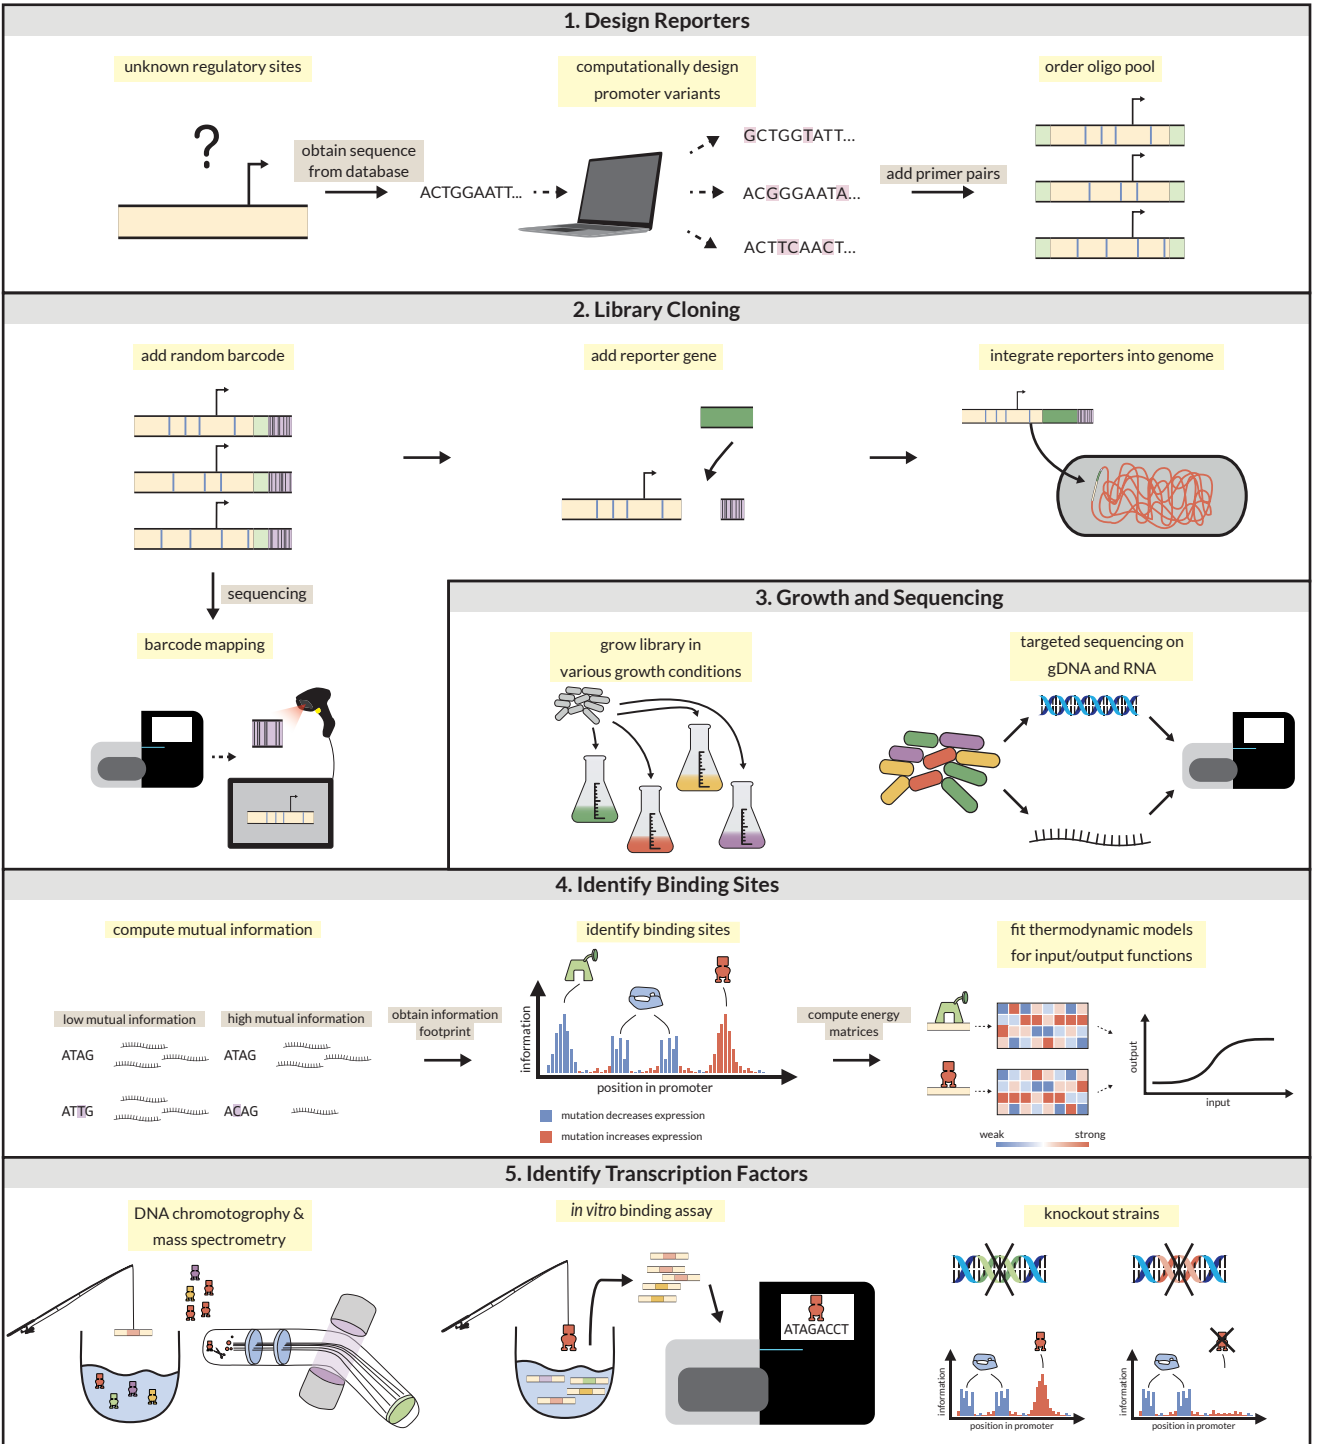 1. Design Reporters
unknown regulatory sites
computationally design
promoter variants
order oligo pool
?
obtain sequence
from database
ACTGGAATT...
GCTGGTATT...
ACGGGAATA...
ACTTCAACT...
add primer pairs
2. Library Cloning
add random barcode
add reporter gene
integrate reporters into genome
sequencing
barcode mapping
3. Growth and Sequencing
grow library in
various growth conditions
targeted sequencing on
gDNA and RNA
4. Identify Binding Sites
compute mutual information
low mutual information
high mutual information
ATAG
ATAG
ATTG
ACAG
obtain information
footprint
identify binding sites
information
position in promoter
mutation decreases expression
mutation increases expression
compute energy
matrices
fit thermodynamic models
for input/output functions
weak
strong
output
input
5. Identify Transcription Factors
DNA chromotography &
mass spectrometry
in vitro binding assay
ATAGACCT
knockout strains
information
position in promoter
information
position in promoter